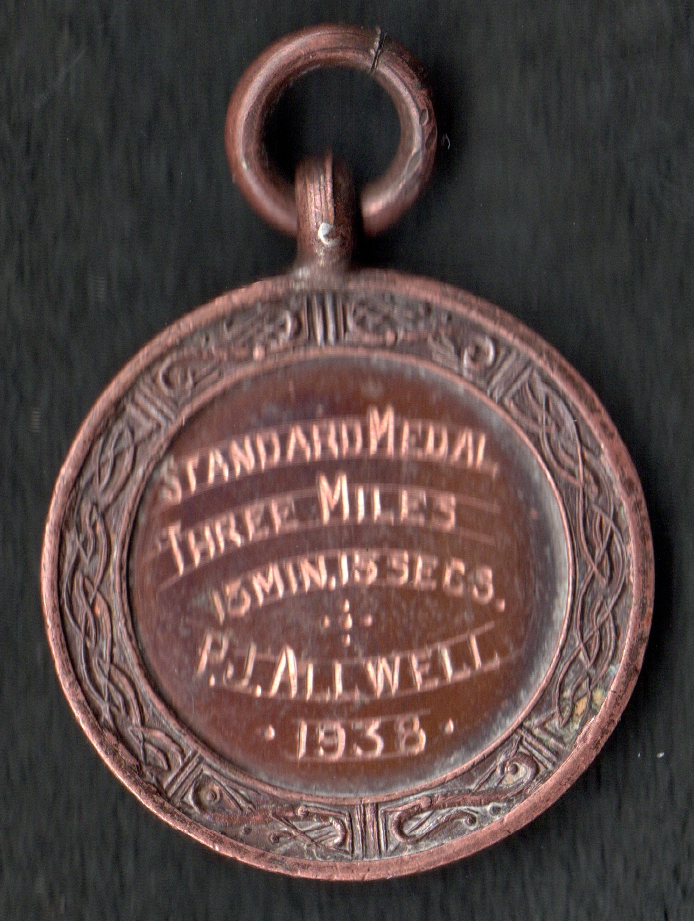 STANDARD MEDAL
THREE MILES
15 MIN. 15 SECS.
P.J. ALLWELL
· 1938 ·